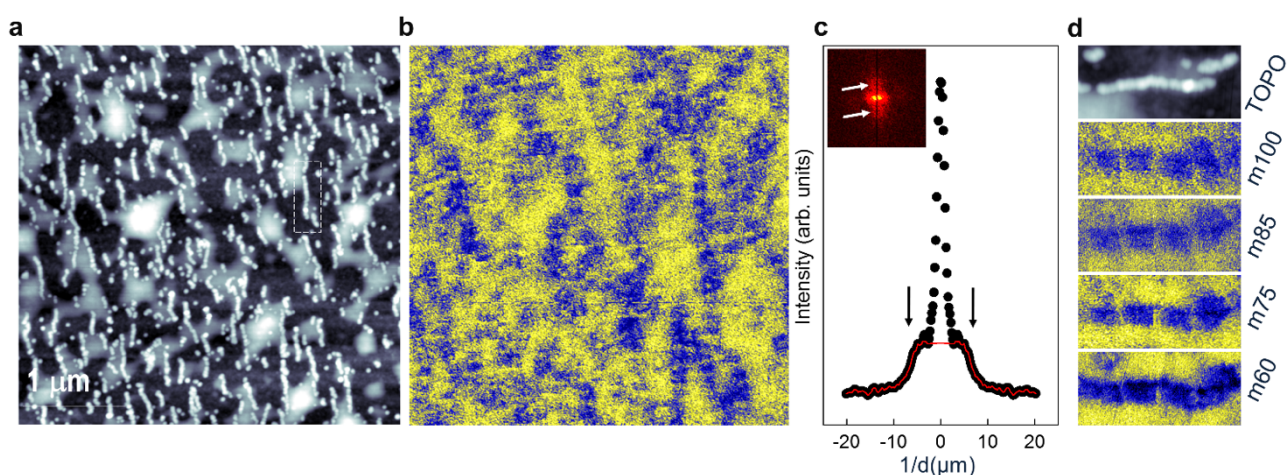 a
b
c
d
1 µm
Intensity (arb. units)
-20
-10
0
10
20
1/d(µm)
TOPO
m100
m85
m75
m60